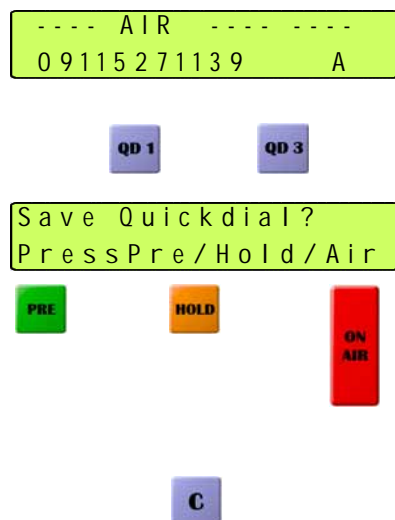 ---- AIR ---- ----
09115271139 A
QD 1 QD 3
Save Quickdial?
PressPre/Hold/Air
PRE HOLD ON AIR
C